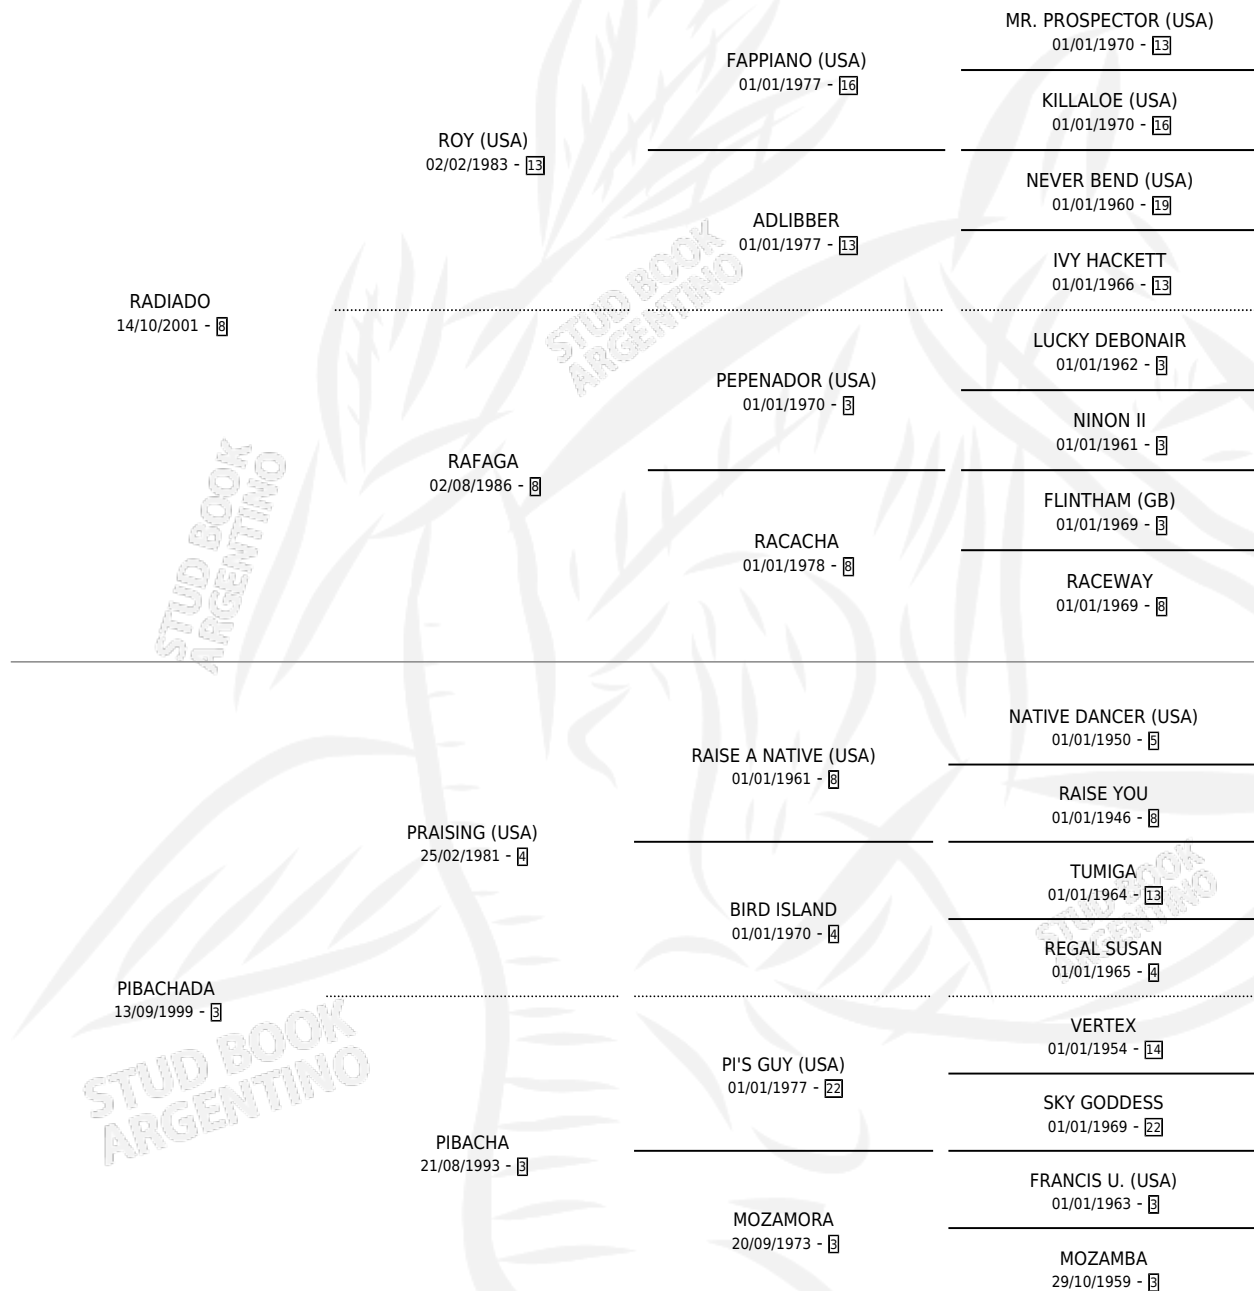 MR. PROSPECTOR (USA)
01/01/1970 - 13
FAPPIANO (USA)
01/01/1977 - 16
KILLALOE (USA)
01/01/1970 - 16
ROY (USA)
02/02/1983 - 13
NEVER BEND (USA)
01/01/1960 - 19
ADLIBBER
01/01/1977 - 13
IVY HACKETT
01/01/1966 - 13
RADIADO
14/10/2001 - 8
LUCKY DEBONAIR
01/01/1962 - 3
PEPENADOR (USA)
01/01/1970 - 3
NINON II
01/01/1961 - 3
RAFAGA
02/08/1986 - 8
FLINTHAM (GB)
01/01/1969 - 3
RACACHA
01/01/1978 - 8
RACEWAY
01/01/1969 - 8
STUD BOOK
ARGENTINO
STUD BOOK
ARGENTINO
NATIVE DANCER (USA)
01/01/1950 - 5
RAISE A NATIVE (USA)
01/01/1961 - 8
RAISE YOU
01/01/1946 - 8
PRAISING (USA)
25/02/1981 - 4
TUMIGA
01/01/1964 - 13
BIRD ISLAND
01/01/1970 - 4
REGAL SUSAN
01/01/1965 - 4
PIBACHADA
13/09/1999 - 3
VERTEX
01/01/1954 - 14
PI'S GUY (USA)
01/01/1977 - 22
SKY GODDESS
01/01/1969 - 22
PIBACHA
21/08/1993 - 3
FRANCIS U. (USA)
01/01/1963 - 3
MOZAMORA
20/09/1973 - 3
MOZAMBA
29/10/1959 - 3
STUD BOOK
ARGENTINO
STUD BOOK
ARGENTINO